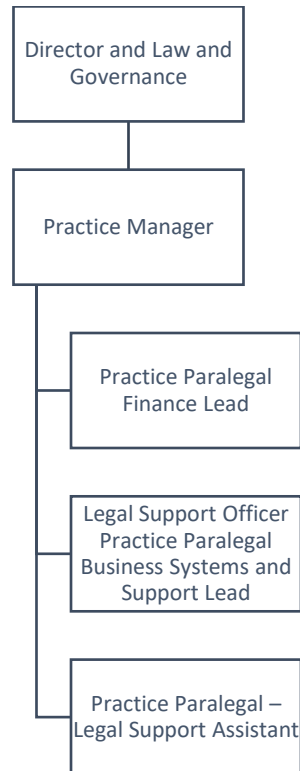 Director and Law and
Governance
Practice Manager
Practice Paralegal
Finance Lead
Legal Support Officer
Practice Paralegal
Business Systems and
Support Lead
Practice Paralegal –
Legal Support Assistant